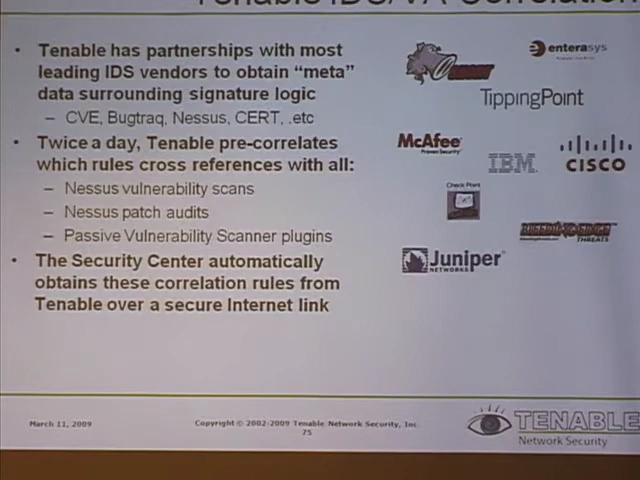 Tenable IDS/VA Correlation
• Tenable has partnerships with most
leading IDS vendors to obtain “meta”
data surrounding signature logic
– CVE, Bugtraq, Nessus, CERT, .etc
• Twice a day, Tenable pre-correlates
which rules cross references with all:
– Nessus vulnerability scans
– Nessus patch audits
– Passive Vulnerability Scanner plugins
• The Security Center automatically
obtains these correlation rules from
Tenable over a secure Internet link
enterasys
TippingPoint
McAfee
Proven Security
IBM
CISCO
Check Point
THREATS
Juniper
NETWORKS
March 11, 2009
Copyright © 2002-2009 Tenable Network Security, Inc.
75
TENABLE
Network Security